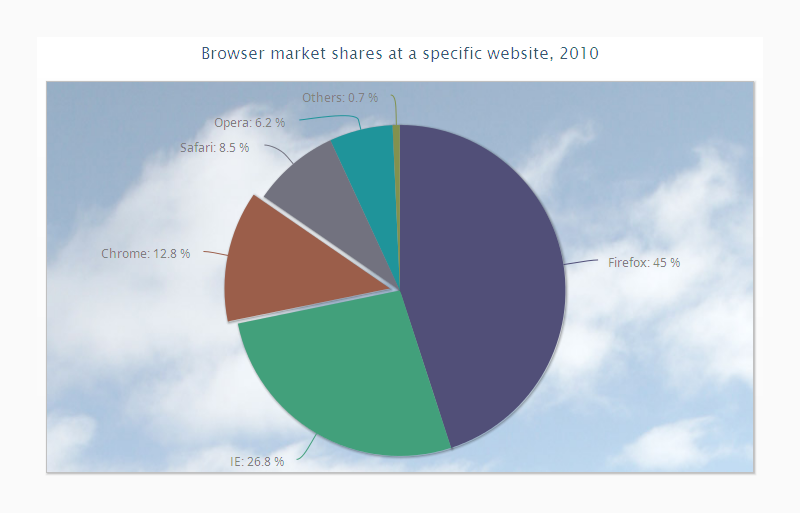 Browser market shares at a specific website, 2010
Others: 0.7 %
Opera: 6.2 %
Safari: 8.5 %
Chrome: 12.8 %
Firefox: 45 %
IE: 26.8 %